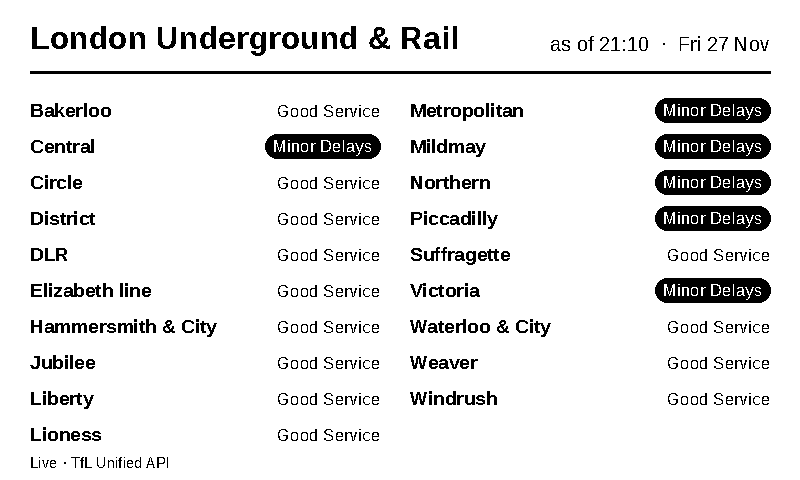 London Underground & Rail
as of 21:10 · Fri 27 Nov
Bakerloo Good Service
Central Minor Delays
Circle Good Service
District Good Service
DLR Good Service
Elizabeth line Good Service
Hammersmith & City Good Service
Jubilee Good Service
Liberty Good Service
Lioness Good Service
Metropolitan Minor Delays
Mildmay Minor Delays
Northern Minor Delays
Piccadilly Minor Delays
Suffragette Good Service
Victoria Minor Delays
Waterloo & City Good Service
Weaver Good Service
Windrush Good Service
Live · TfL Unified API